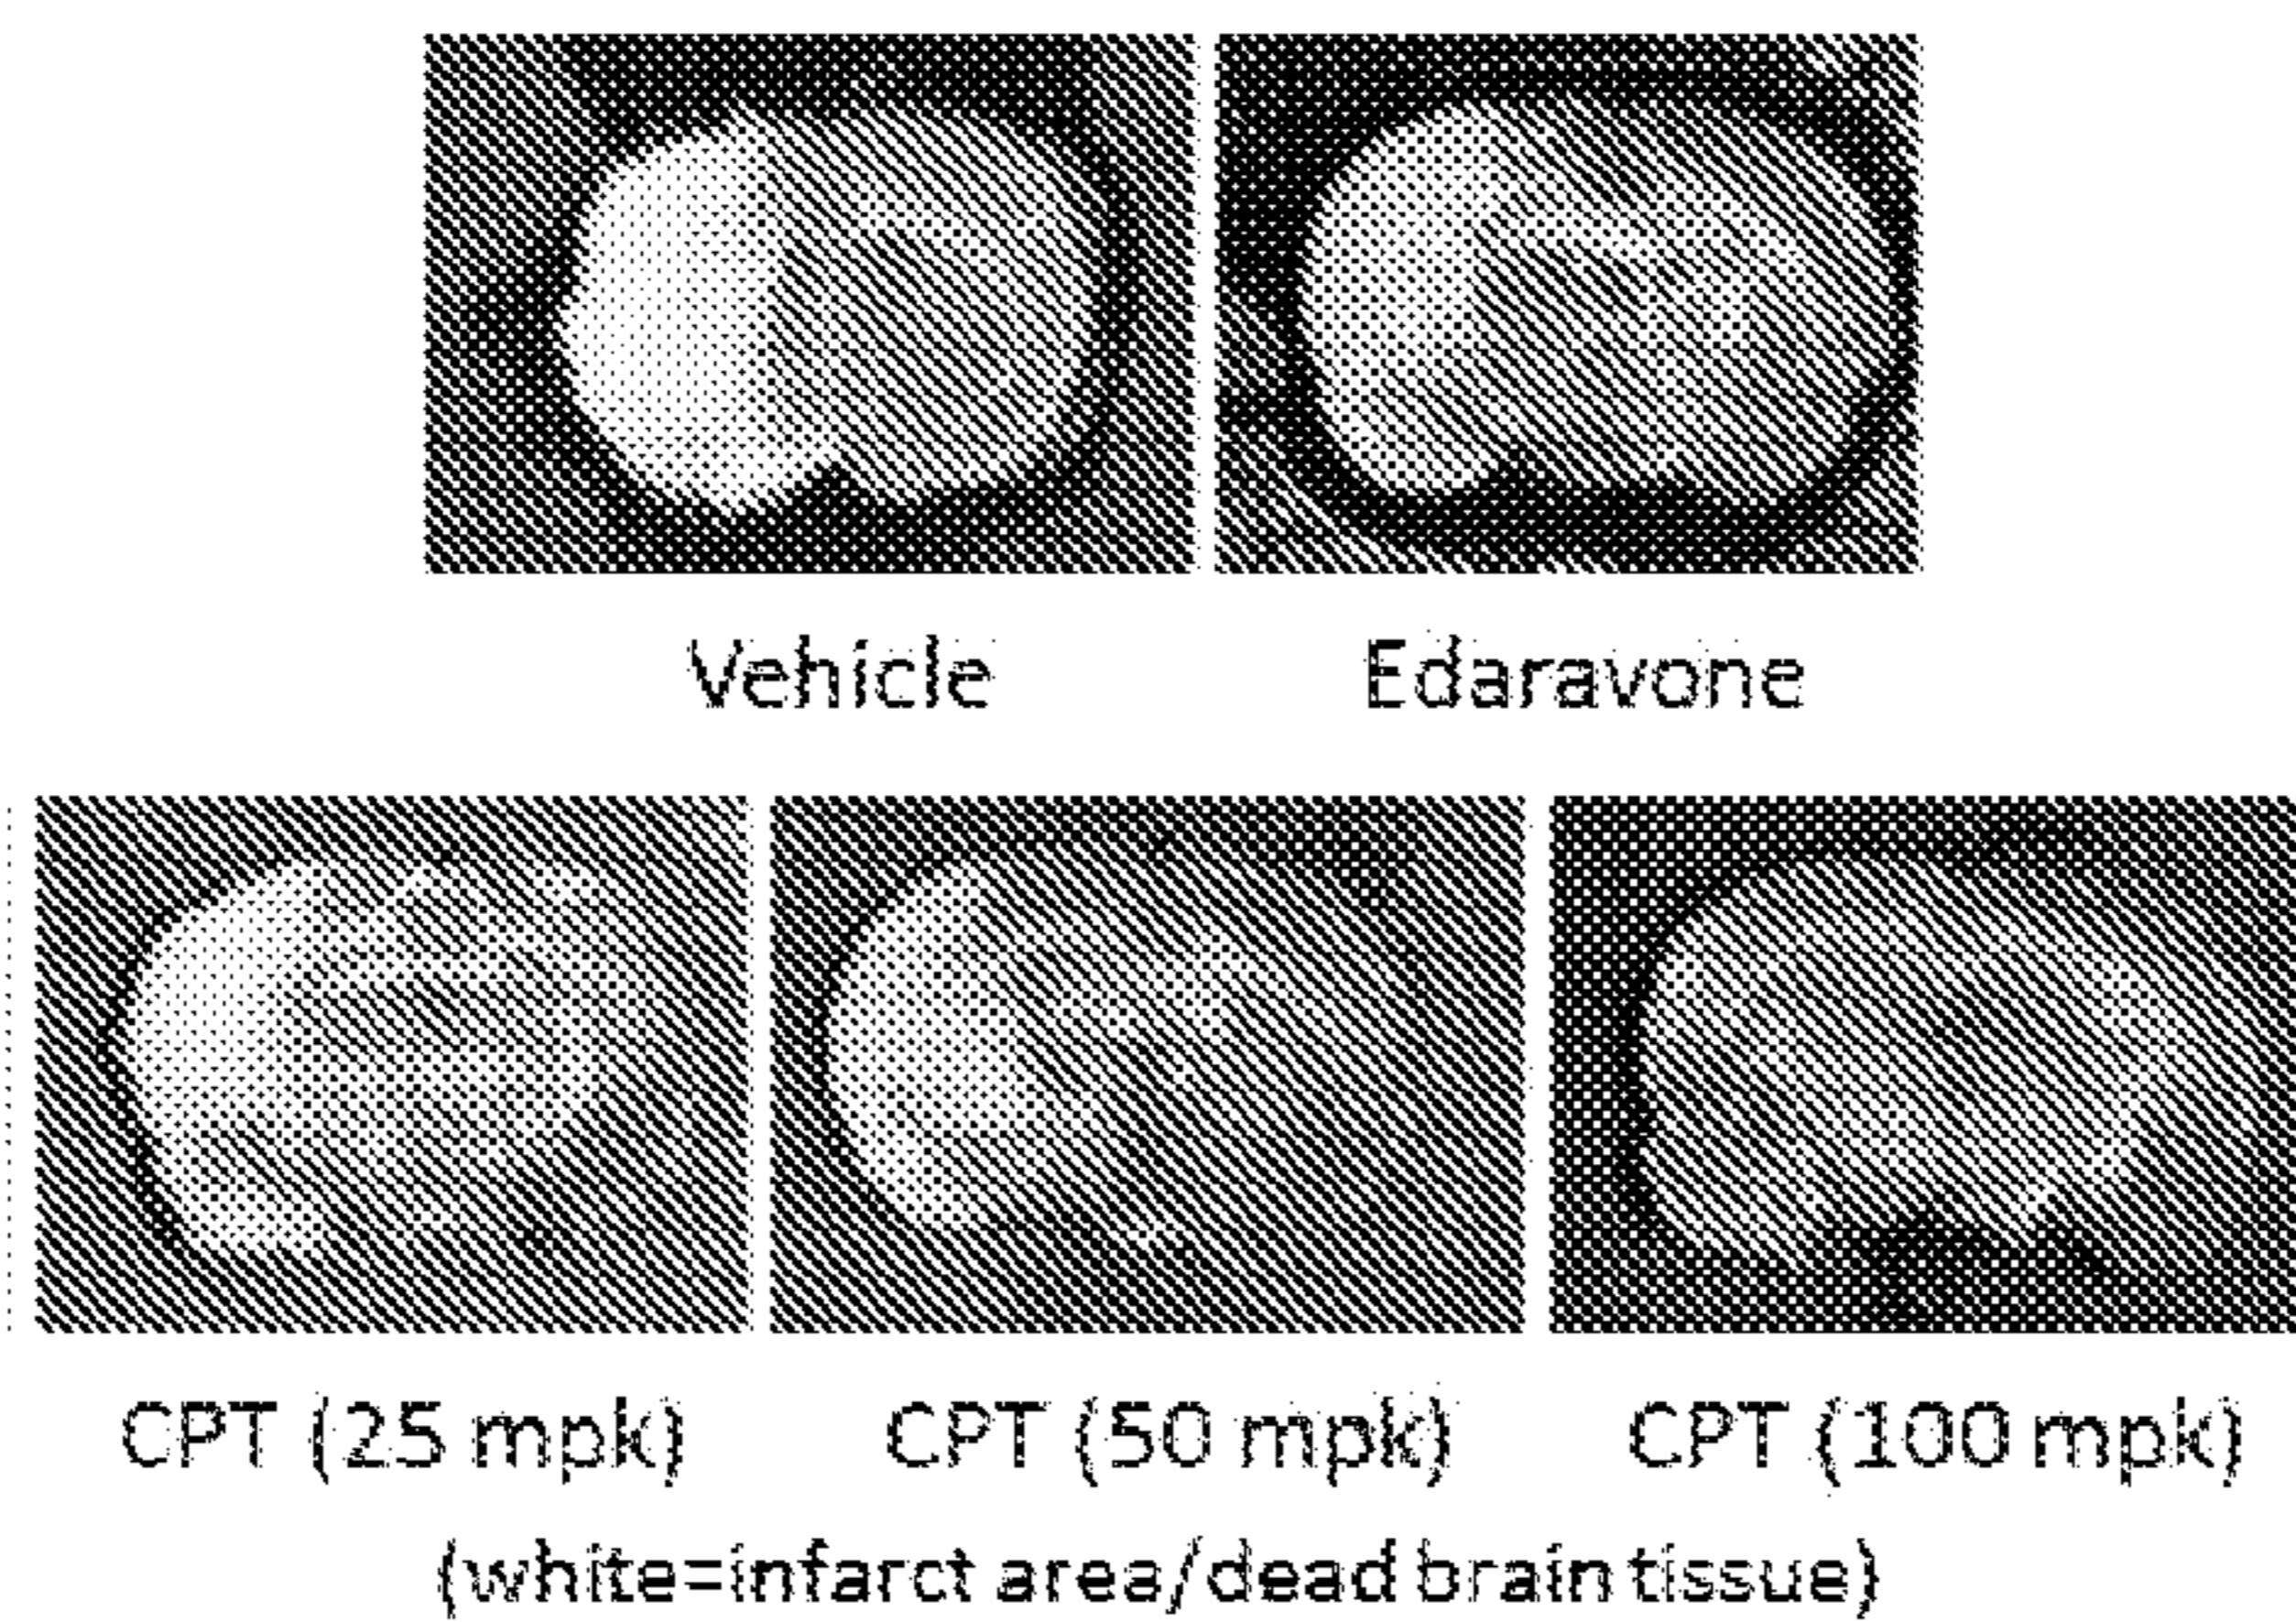 Vehicle Edaravone
CPT (25 mpk) CPT (50 mpk) CPT (100 mpk)
(white=infarct area/dead brain tissue)